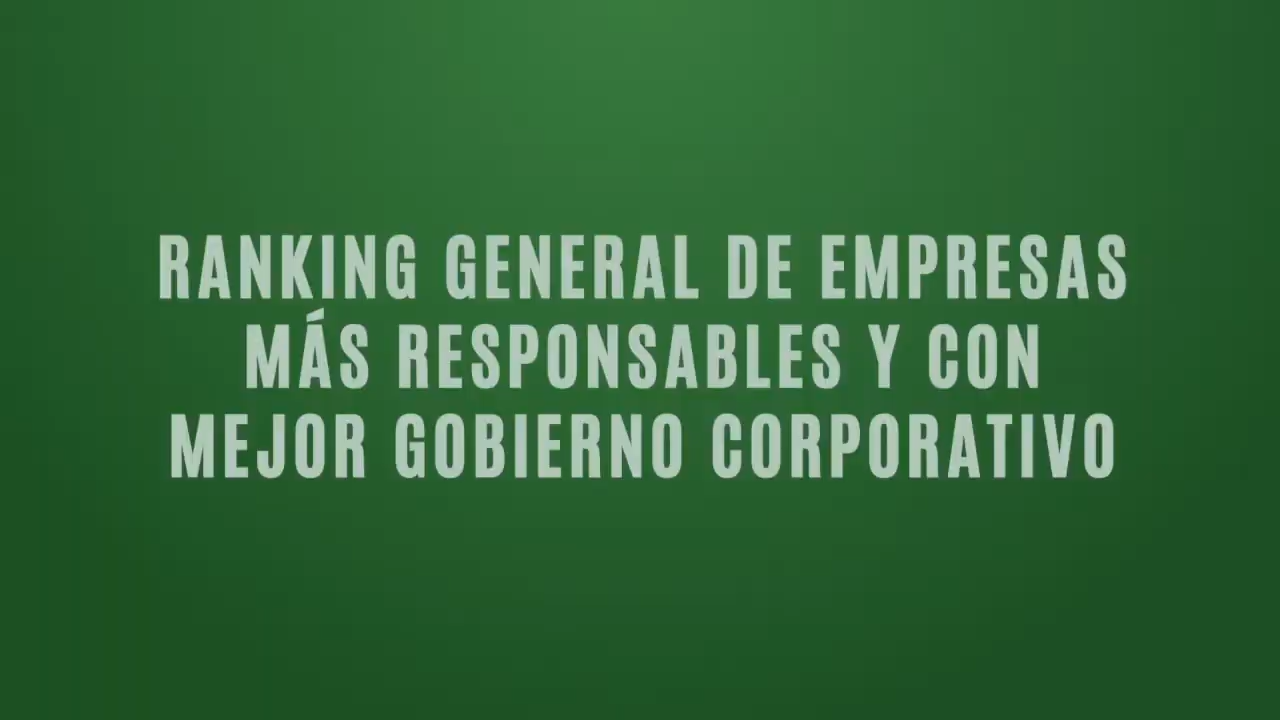 RANKING GENERAL DE EMPRESAS
MÁS RESPONSABLES Y CON
MEJOR GOBIERNO CORPORATIVO